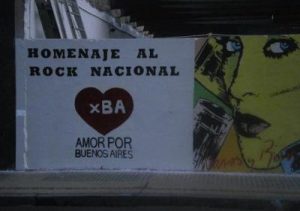 HOMENAJE AL
ROCK NACIONAL
xBA
AMOR POR
BUENOS AIRES